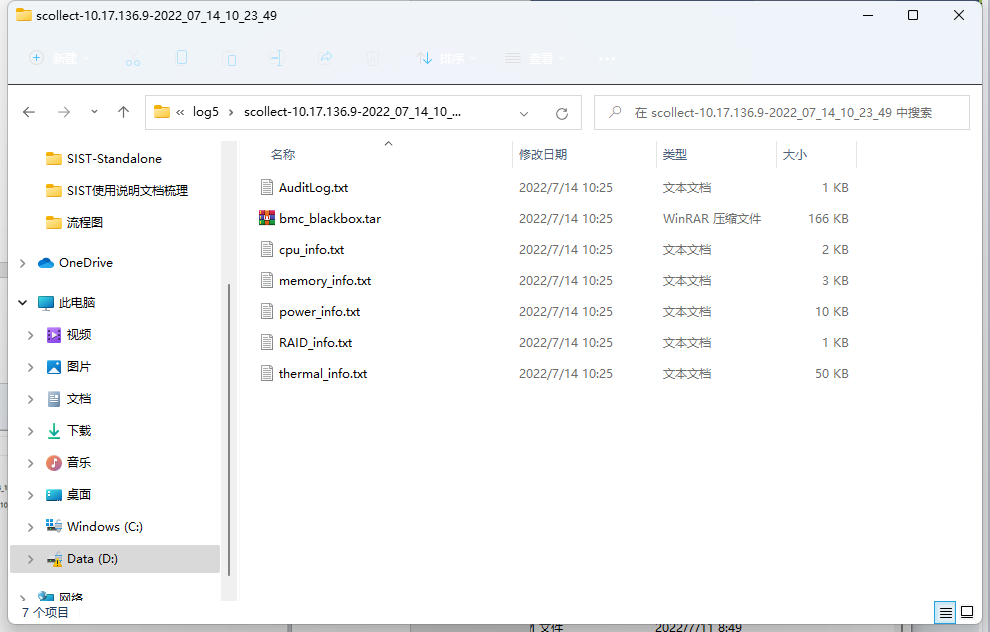 scollect-10.17.136.9-2022_07_14_10_23_49
新建
排序
查看
« log5 › scollect-10.17.136.9-2022_07_14_10_...
在 scollect-10.17.136.9-2022_07_14_10_23_49 中搜索
SIST-Standalone
SIST使用说明文档梳理
流程图
OneDrive
此电脑
视频
图片
文档
下载
音乐
桌面
Windows (C:)
Data (D:)
网络
名称 修改日期 类型 大小
AuditLog.txt 2022/7/14 10:25 文本文档 1 KB
bmc_blackbox.tar 2022/7/14 10:25 WinRAR 压缩文件 166 KB
cpu_info.txt 2022/7/14 10:25 文本文档 2 KB
memory_info.txt 2022/7/14 10:25 文本文档 3 KB
power_info.txt 2022/7/14 10:25 文本文档 10 KB
RAID_info.txt 2022/7/14 10:25 文本文档 1 KB
thermal_info.txt 2022/7/14 10:25 文本文档 50 KB
7 个项目
文件 2022/7/11 8:49